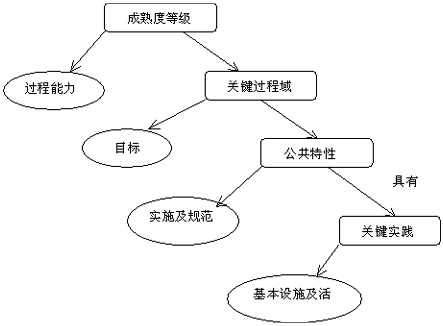 成熟度等级
过程能力
关键过程域
目标
公共特性
具有
实施及规范
关键实践
基本设施及活